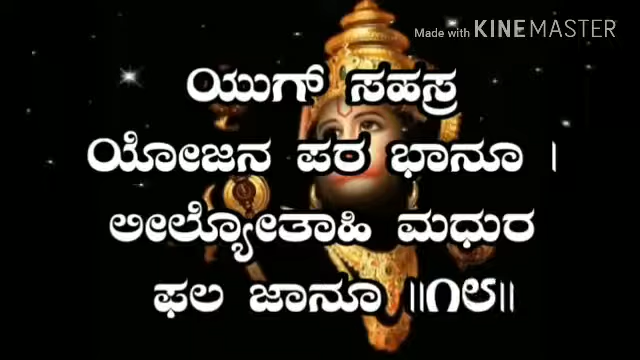 Made with KINEMASTER
ಯುಗ್ ಸಹಸ್ರ
ಯೋಜನ ಪರ ಭಾನೂ ।
ಲೀಲ್ಯೋತಾಹಿ ಮಧುರ
ಫಲ ಜಾನೂ ॥೧೮॥